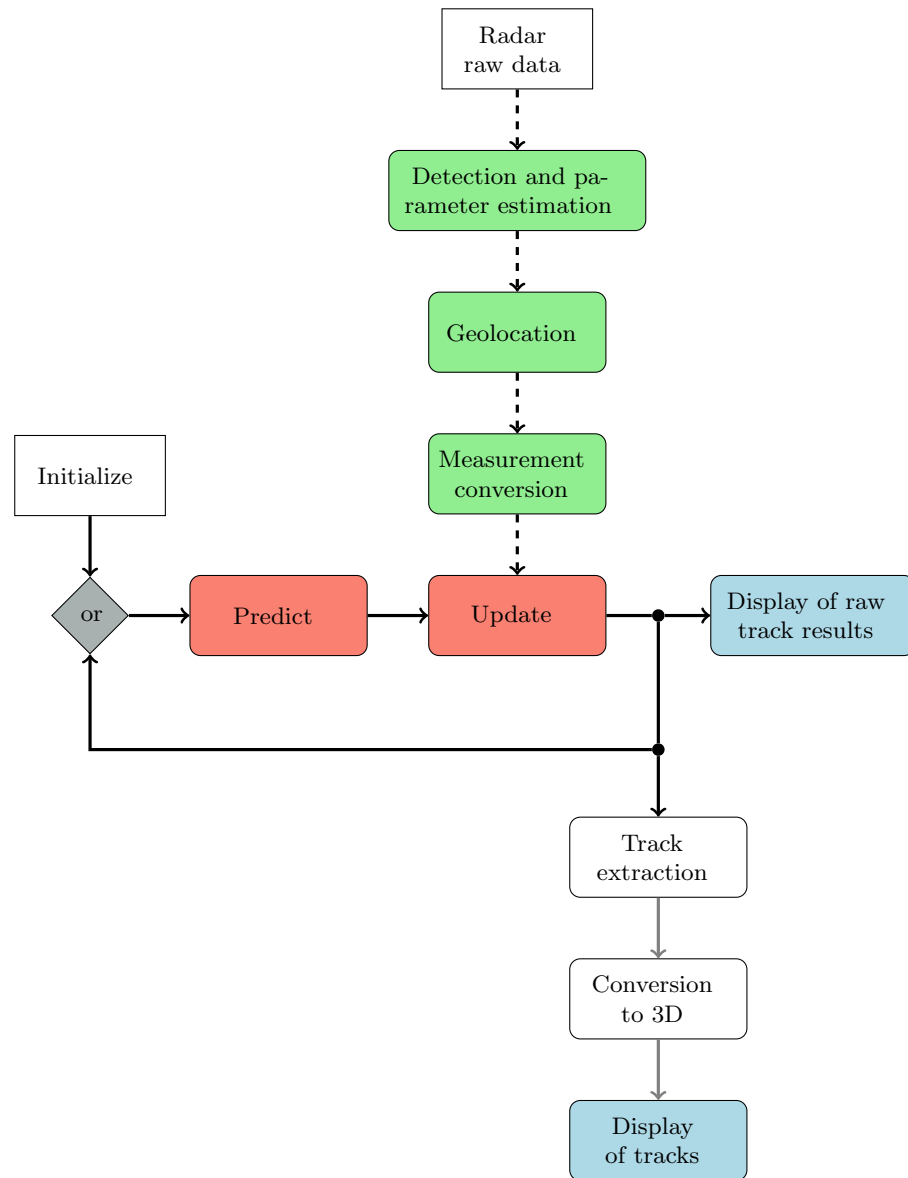 Radar
raw data
Detection and pa-
rameter estimation
Geolocation
Measurement
conversion
Initialize
or
Predict
Update
Display of raw
track results
Track
extraction
Conversion
to 3D
Display
of tracks